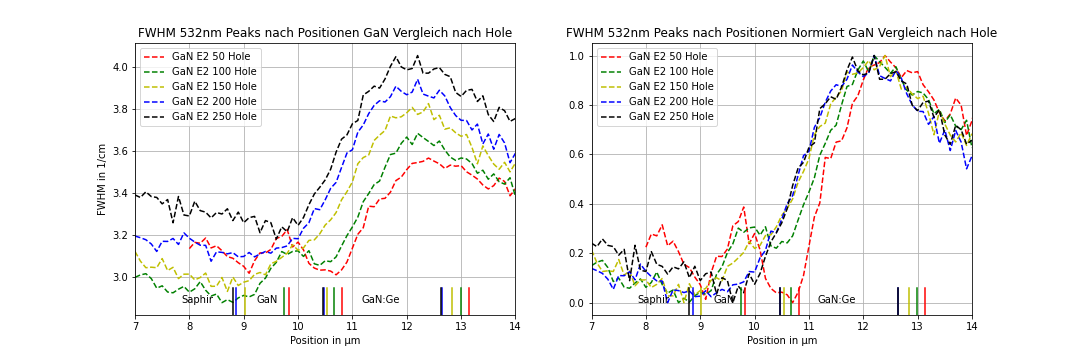 FWHM 532nm Peaks nach Positionen GaN Vergleich nach Hole
GaN E2 50 Hole
GaN E2 100 Hole
GaN E2 150 Hole
GaN E2 200 Hole
GaN E2 250 Hole
4.0
3.8
3.6
3.4
3.2
3.0
FWHM in 1/cm
Saphir GaN GaN:Ge
7 8 9 10 11 12 13 14
Position in µm
FWHM 532nm Peaks nach Positionen Normiert GaN Vergleich nach Hole
GaN E2 50 Hole
GaN E2 100 Hole
GaN E2 150 Hole
GaN E2 200 Hole
GaN E2 250 Hole
1.0
0.8
0.6
0.4
0.2
0.0
Saphir GaN GaN:Ge
7 8 9 10 11 12 13 14
Position in µm